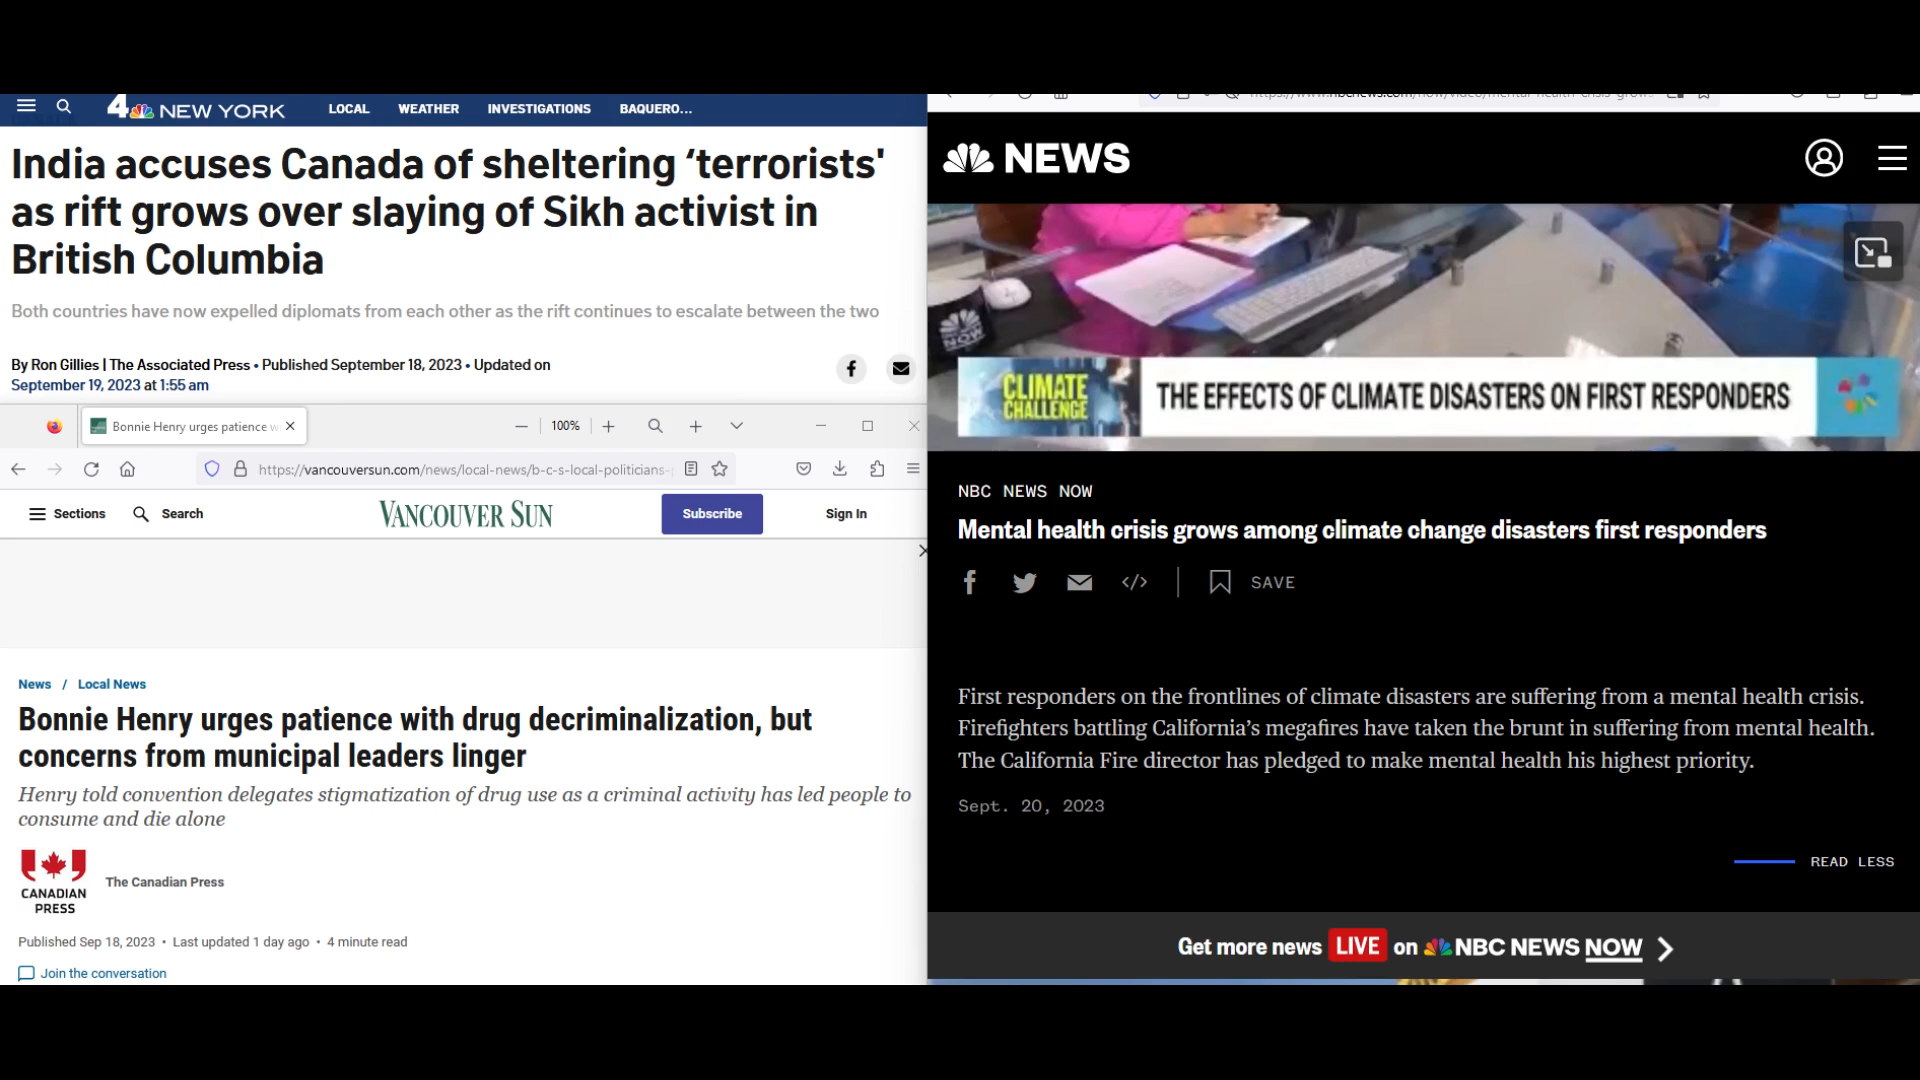 4 NEW YORK
LOCAL
WEATHER
INVESTIGATIONS
BAQUERO...
India accuses Canada of sheltering ‘terrorists'
as rift grows over slaying of Sikh activist in
British Columbia
Both countries have now expelled diplomats from each other as the rift continues to escalate between the two
By Ron Gillies | The Associated Press • Published September 18, 2023 • Updated on
September 19, 2023 at 1:55 am
Bonnie Henry urges patience w
100%
https://vancouversun.com/news/local-news/b-c-s-local-politicians-
Sections
Search
VANCOUVER SUN
Subscribe
Sign In
News / Local News
Bonnie Henry urges patience with drug decriminalization, but
concerns from municipal leaders linger
Henry told convention delegates stigmatization of drug use as a criminal activity has led people to
consume and die alone
CANADIAN
PRESS
The Canadian Press
Published Sep 18, 2023 • Last updated 1 day ago • 4 minute read
Join the conversation
NEWS
NOW
CLIMATE
CHALLENGE
THE EFFECTS OF CLIMATE DISASTERS ON FIRST RESPONDERS
NBC NEWS NOW
Mental health crisis grows among climate change disasters first responders
SAVE
First responders on the frontlines of climate disasters are suffering from a mental health crisis.
Firefighters battling California’s megafires have taken the brunt in suffering from mental health.
The California Fire director has pledged to make mental health his highest priority.
Sept. 20, 2023
READ LESS
Get more news LIVE on NBC NEWS NOW